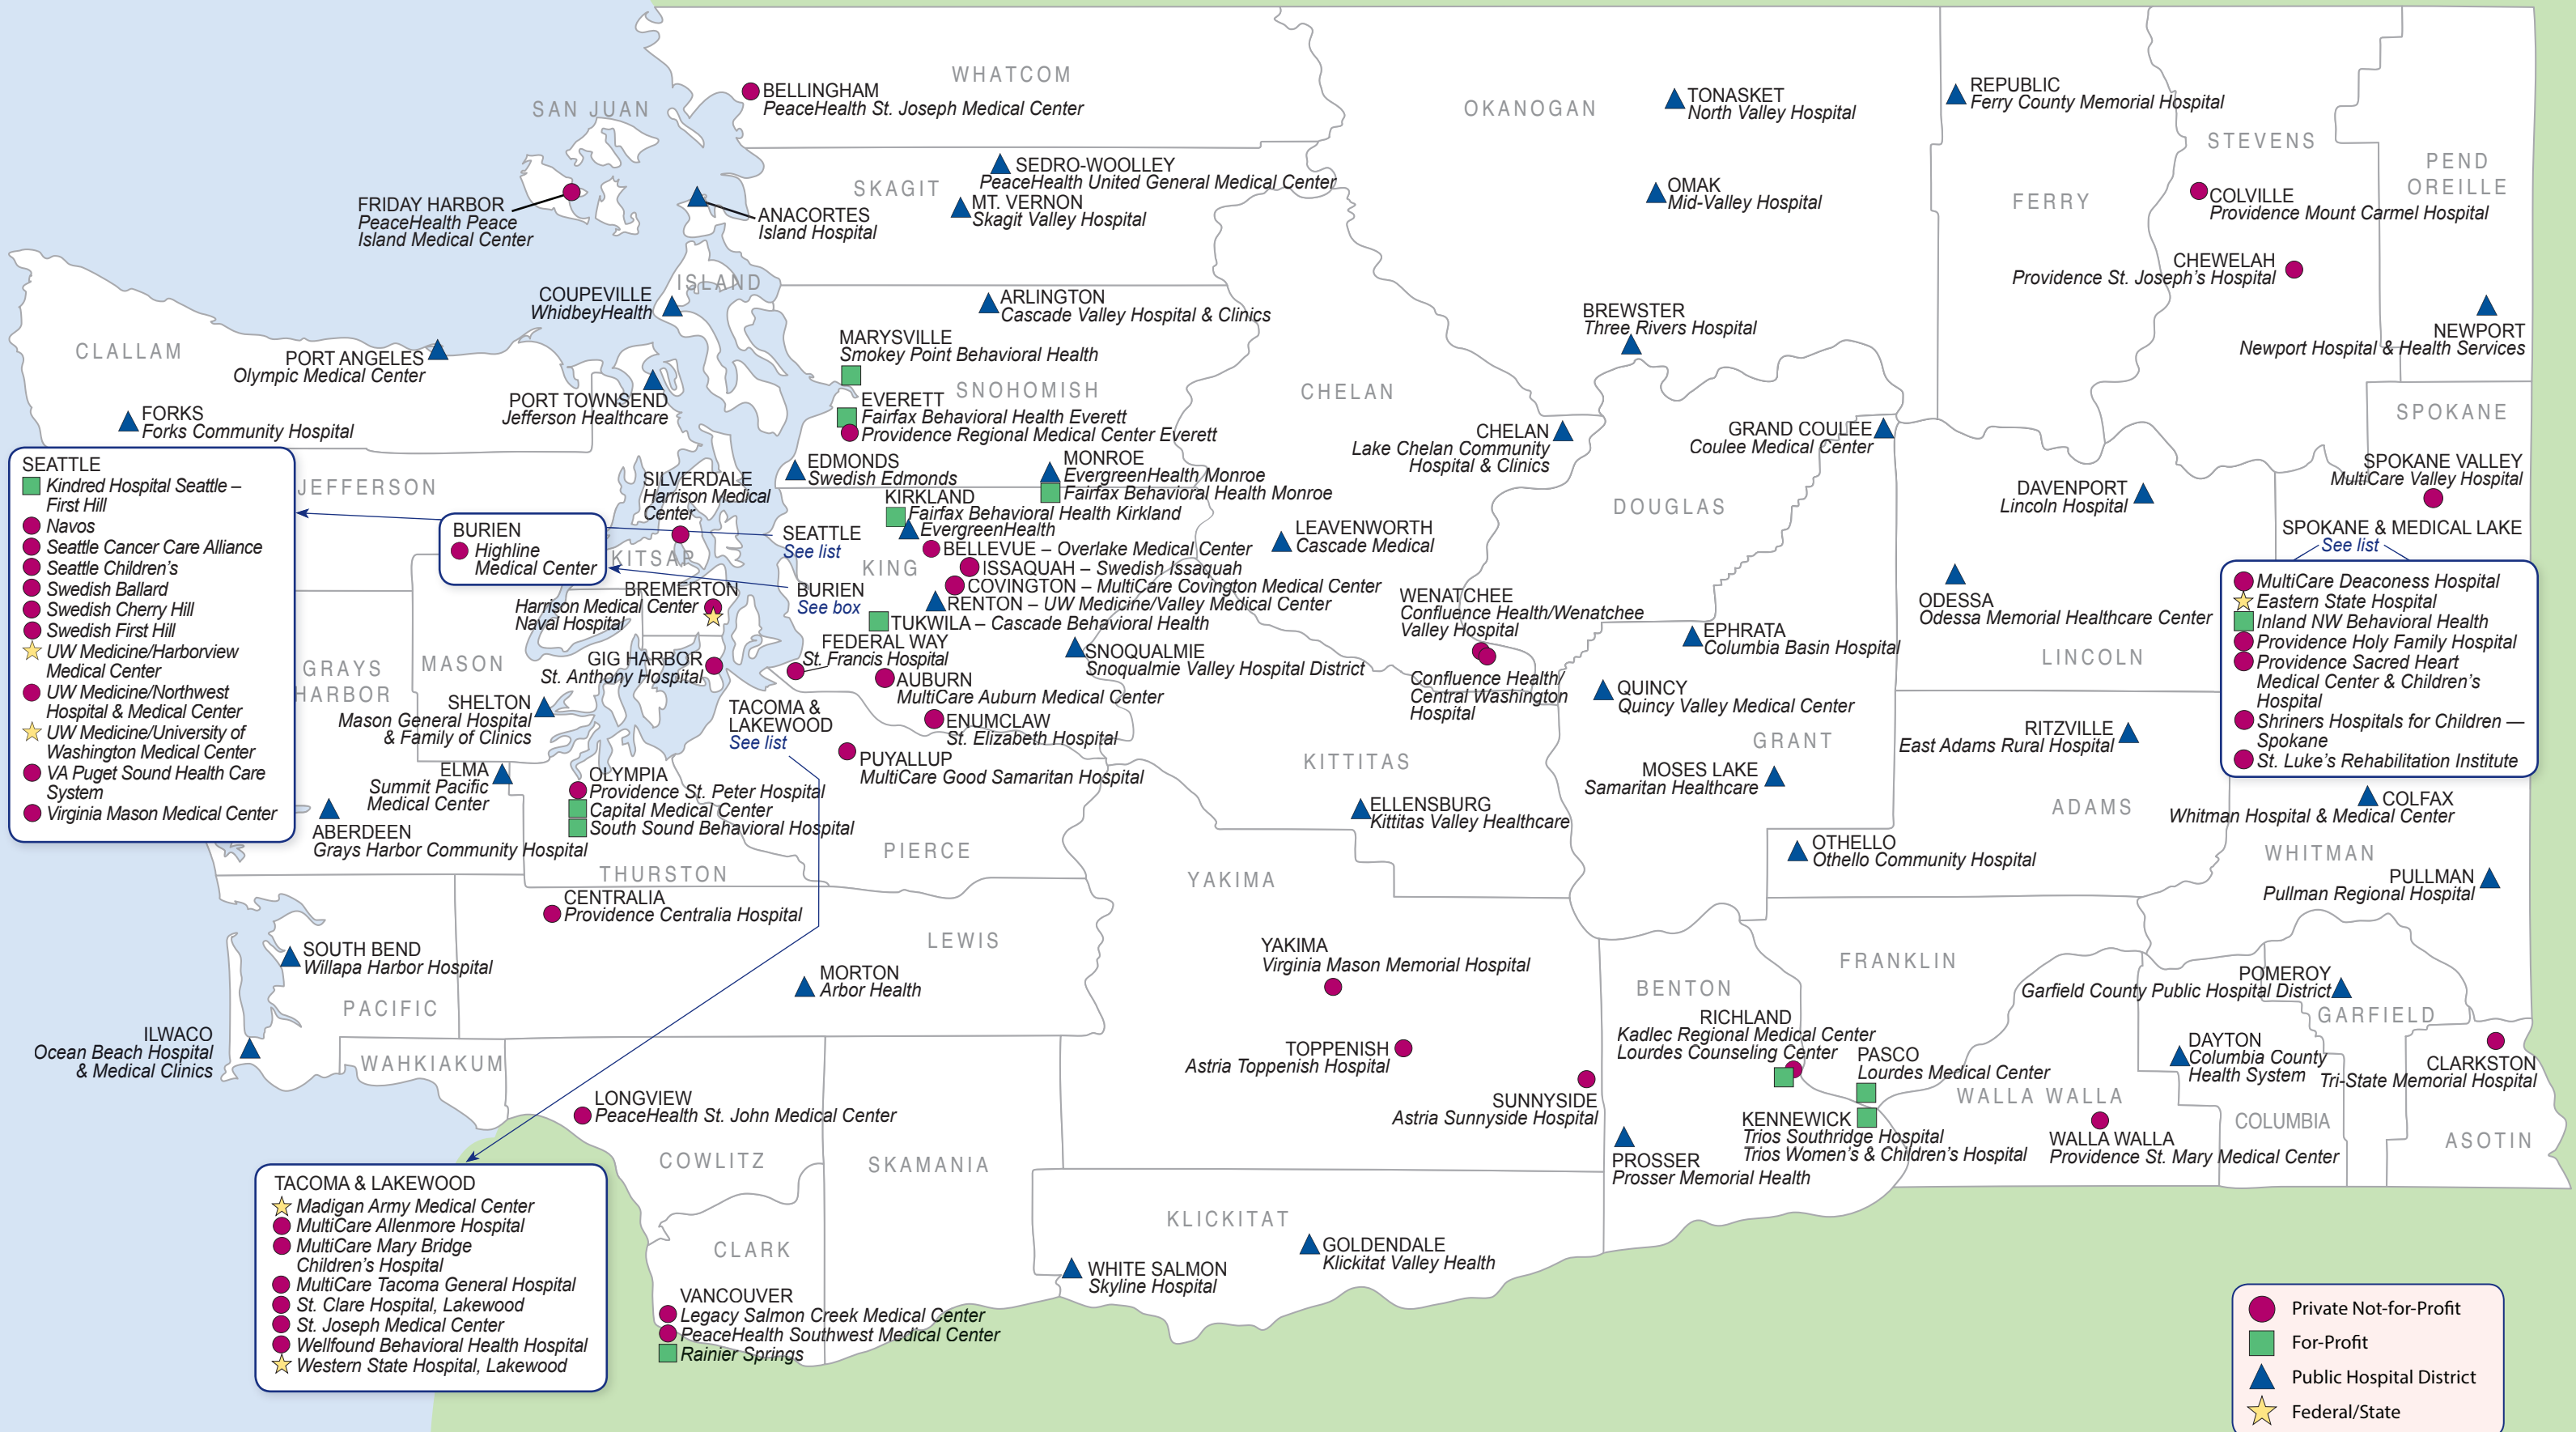 WHATCOM
SAN JUAN
BELLINGHAM
PeaceHealth St. Joseph Medical Center
OKANOGAN
TONASKET
North Valley Hospital
REPUBLIC
Ferry County Memorial Hospital
STEVENS
PEND
OREILLE
SKAGIT
SEDRO-WOOLLEY
PeaceHealth United General Medical Center
MT. VERNON
Skagit Valley Hospital
OMAK
Mid-Valley Hospital
FERRY
COLVILLE
Providence Mount Carmel Hospital
FRIDAY HARBOR
PeaceHealth Peace
Island Medical Center
ANACORTES
Island Hospital
CHEWELAH
Providence St. Joseph's Hospital
ISLAND
COUPEVILLE
WhidbeyHealth
ARLINGTON
Cascade Valley Hospital & Clinics
BREWSTER
Three Rivers Hospital
NEWPORT
Newport Hospital & Health Services
CLALLAM
PORT ANGELES
Olympic Medical Center
MARYSVILLE
Smokey Point Behavioral Health
SNOHOMISH
CHELAN
PORT TOWNSEND
Jefferson Healthcare
EVERETT
Fairfax Behavioral Health Everett
Providence Regional Medical Center Everett
FORKS
Forks Community Hospital
SPOKANE
CHELAN
Lake Chelan Community
Hospital & Clinics
GRAND COULEE
Coulee Medical Center
SEATTLE
Kindred Hospital Seattle –
First Hill
Navos
Seattle Cancer Care Alliance
Seattle Children's
Swedish Ballard
Swedish Cherry Hill
Swedish First Hill
UW Medicine/Harborview
Medical Center
UW Medicine/Northwest
Hospital & Medical Center
UW Medicine/University of
Washington Medical Center
VA Puget Sound Health Care
System
Virginia Mason Medical Center
JEFFERSON
SILVERDALE
Harrison Medical
Center
EDMONDS
Swedish Edmonds
MONROE
EvergreenHealth Monroe
Fairfax Behavioral Health Monroe
KIRKLAND
Fairfax Behavioral Health Kirkland
EvergreenHealth
SPOKANE VALLEY
MultiCare Valley Hospital
DAVENPORT
Lincoln Hospital
DOUGLAS
BURIEN
Highline
Medical Center
KITSAP
SEATTLE
See list
BELLEVUE – Overlake Medical Center
KING
ISSAQUAH – Swedish Issaquah
COVINGTON – MultiCare Covington Medical Center
RENTON – UW Medicine/Valley Medical Center
TUKWILA – Cascade Behavioral Health
LEAVENWORTH
Cascade Medical
SPOKANE & MEDICAL LAKE
See list
MultiCare Deaconess Hospital
Eastern State Hospital
Inland NW Behavioral Health
Providence Holy Family Hospital
Providence Sacred Heart
Medical Center & Children's
Hospital
Shriners Hospitals for Children —
Spokane
St. Luke's Rehabilitation Institute
BURIEN
See box
BREMERTON
Harrison Medical Center
Naval Hospital
WENATCHEE
Confluence Health/Wenatchee
Valley Hospital
Confluence Health/
Central Washington
Hospital
ODESSA
Odessa Memorial Healthcare Center
EPHRATA
Columbia Basin Hospital
LINCOLN
GRAYS
HARBOR
MASON
GIG HARBOR
St. Anthony Hospital
FEDERAL WAY
St. Francis Hospital
SNOQUALMIE
Snoqualmie Valley Hospital District
AUBURN
MultiCare Auburn Medical Center
QUINCY
Quincy Valley Medical Center
SHELTON
Mason General Hospital
& Family of Clinics
TACOMA &
LAKEWOOD
See list
ENUMCLAW
St. Elizabeth Hospital
RITZVILLE
East Adams Rural Hospital
GRANT
PUYALLUP
MultiCare Good Samaritan Hospital
KITTITAS
MOSES LAKE
Samaritan Healthcare
ELMA
Summit Pacific
Medical Center
OLYMPIA
Providence St. Peter Hospital
Capital Medical Center
South Sound Behavioral Hospital
ABERDEEN
Grays Harbor Community Hospital
ELLENSBURG
Kittitas Valley Healthcare
ADAMS
COLFAX
Whitman Hospital & Medical Center
PIERCE
OTHELLO
Othello Community Hospital
WHITMAN
THURSTON
YAKIMA
PULLMAN
Pullman Regional Hospital
CENTRALIA
Providence Centralia Hospital
LEWIS
SOUTH BEND
Willapa Harbor Hospital
YAKIMA
Virginia Mason Memorial Hospital
FRANKLIN
MORTON
Arbor Health
BENTON
POMEROY
Garfield County Public Hospital District
PACIFIC
GARFIELD
RICHLAND
Kadlec Regional Medical Center
Lourdes Counseling Center
ILWACO
Ocean Beach Hospital
& Medical Clinics
WAHKIAKUM
TOPPENISH
Astria Toppenish Hospital
PASCO
Lourdes Medical Center
DAYTON
Columbia County
Health System
CLARKSTON
Tri-State Memorial Hospital
LONGVIEW
PeaceHealth St. John Medical Center
SUNNYSIDE
Astria Sunnyside Hospital
WALLA WALLA
KENNEWICK
Trios Southridge Hospital
Trios Women's & Children's Hospital
COLUMBIA
WALLA WALLA
Providence St. Mary Medical Center
ASOTIN
COWLITZ
SKAMANIA
PROSSER
Prosser Memorial Health
TACOMA & LAKEWOOD
Madigan Army Medical Center
MultiCare Allenmore Hospital
MultiCare Mary Bridge
Children's Hospital
MultiCare Tacoma General Hospital
St. Clare Hospital, Lakewood
St. Joseph Medical Center
Wellfound Behavioral Health Hospital
Western State Hospital, Lakewood
KLICKITAT
CLARK
GOLDENDALE
Klickitat Valley Health
WHITE SALMON
Skyline Hospital
VANCOUVER
Legacy Salmon Creek Medical Center
PeaceHealth Southwest Medical Center
Rainier Springs
Private Not-for-Profit
For-Profit
Public Hospital District
Federal/State